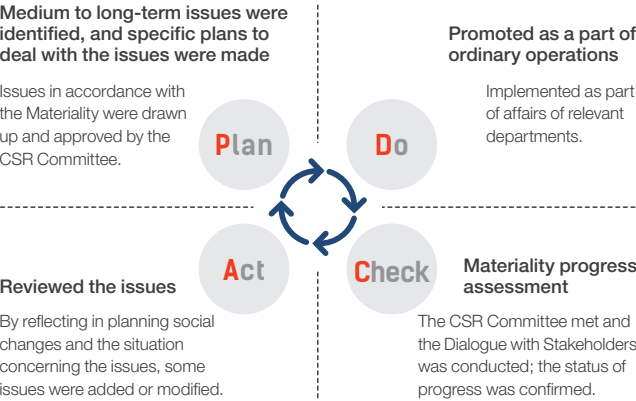 Medium to long-term issues were
identified, and specific plans to
deal with the issues were made
Issues in accordance with
the Materiality were drawn
up and approved by the
CSR Committee.
Plan
Promoted as a part of
ordinary operations
Implemented as part
of affairs of relevant
departments.
Do
Act
Reviewed the issues
By reflecting in planning social
changes and the situation
concerning the issues, some
issues were added or modified.
Check
Materiality progress
assessment
The CSR Committee met and
the Dialogue with Stakeholders
was conducted; the status of
progress was confirmed.